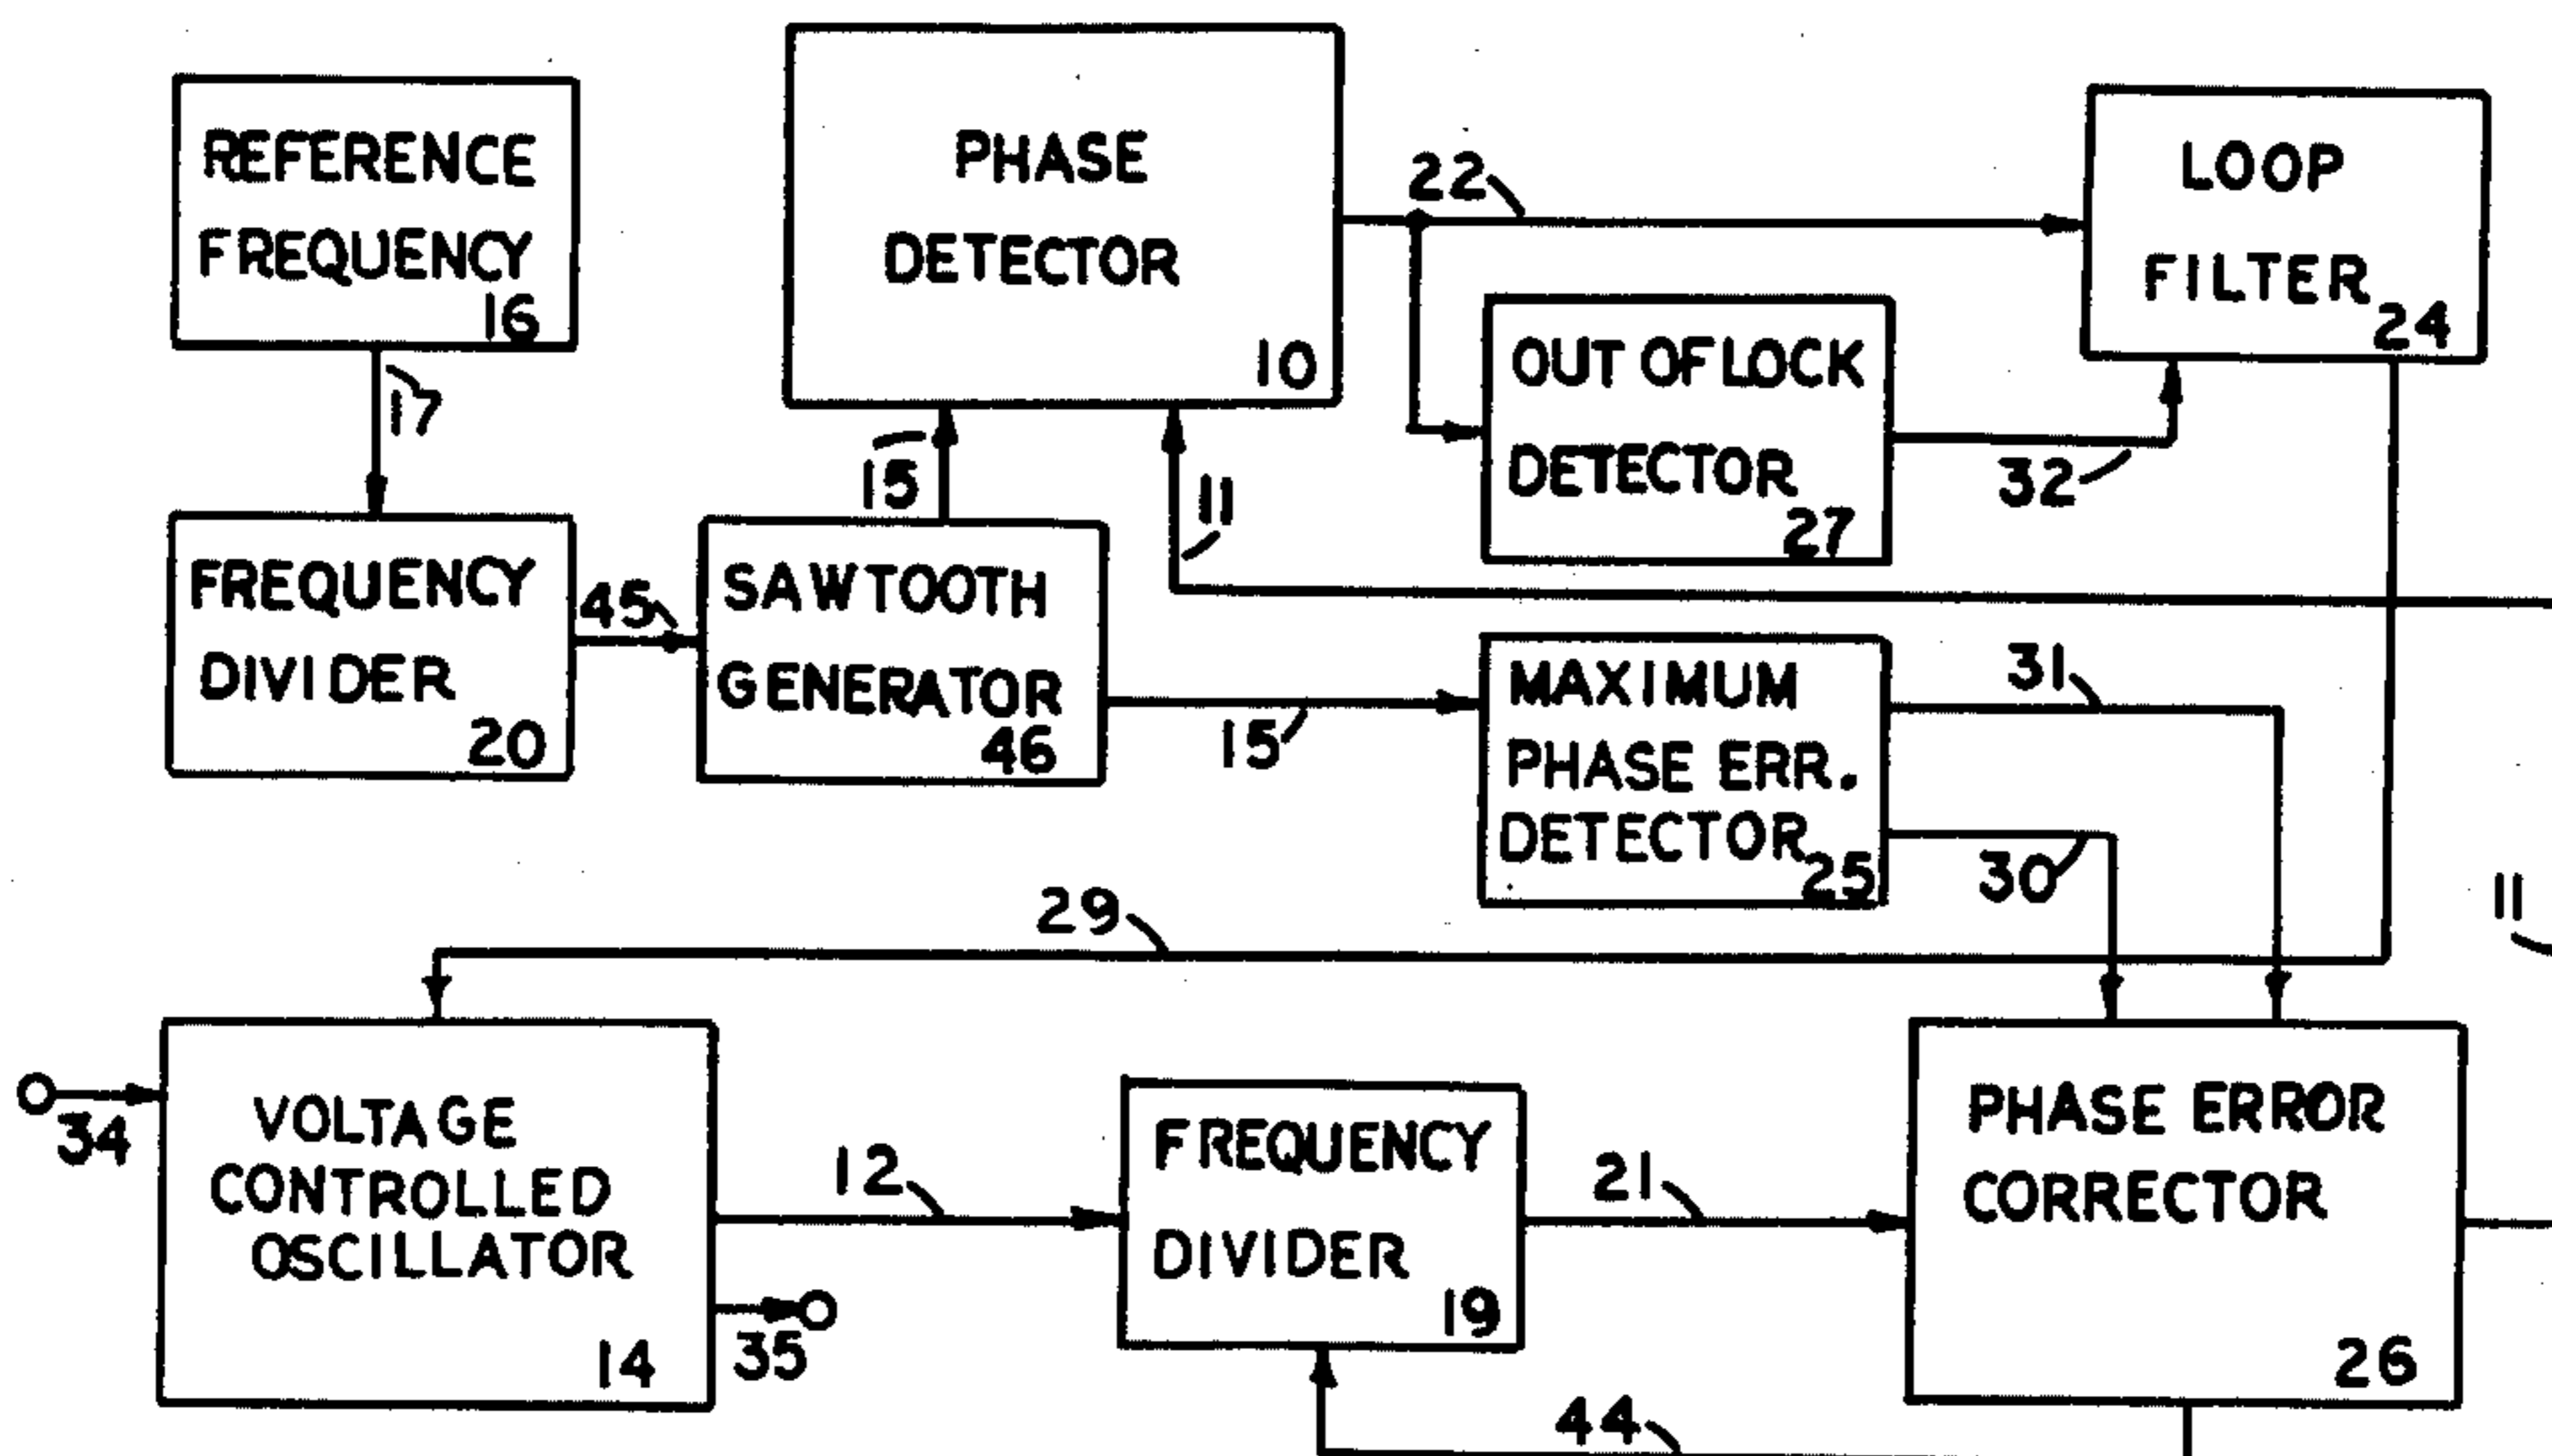 REFERENCE
FREQUENCY
16
17
PHASE
DETECTOR
10
22
LOOP
FILTER
24
OUT OF LOCK
DETECTOR
27
32
15
11
FREQUENCY
DIVIDER
20
45
SAWTOOTH
GENERATOR
46
15
MAXIMUM
PHASE ERR.
DETECTOR
25
31
30
29
11
34
VOLTAGE
CONTROLLED
OSCILLATOR
14
12
35
FREQUENCY
DIVIDER
19
21
PHASE ERROR
CORRECTOR
26
44